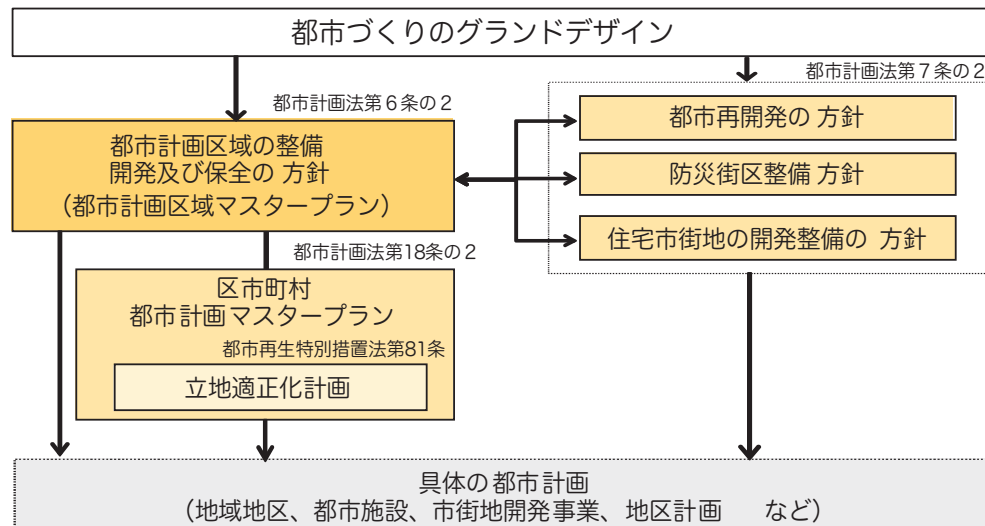 都市づくりのグランドデザイン
都市計画法第7条の2
都市計画法第6条の2
都市再開発の 方針
都市計画区域の整備
開発及び保全の 方針
(都市計画区域マスタープラン)
防災街区整備 方針
住宅市街地の開発整備の 方針
都市計画法第18条の2
区市町村
都市計画マスタープラン
都市再生特別措置法第81条
立地適正化計画
具体の都市計画
(地域地区、都市施設、市街地開発事業、地区計画 など)